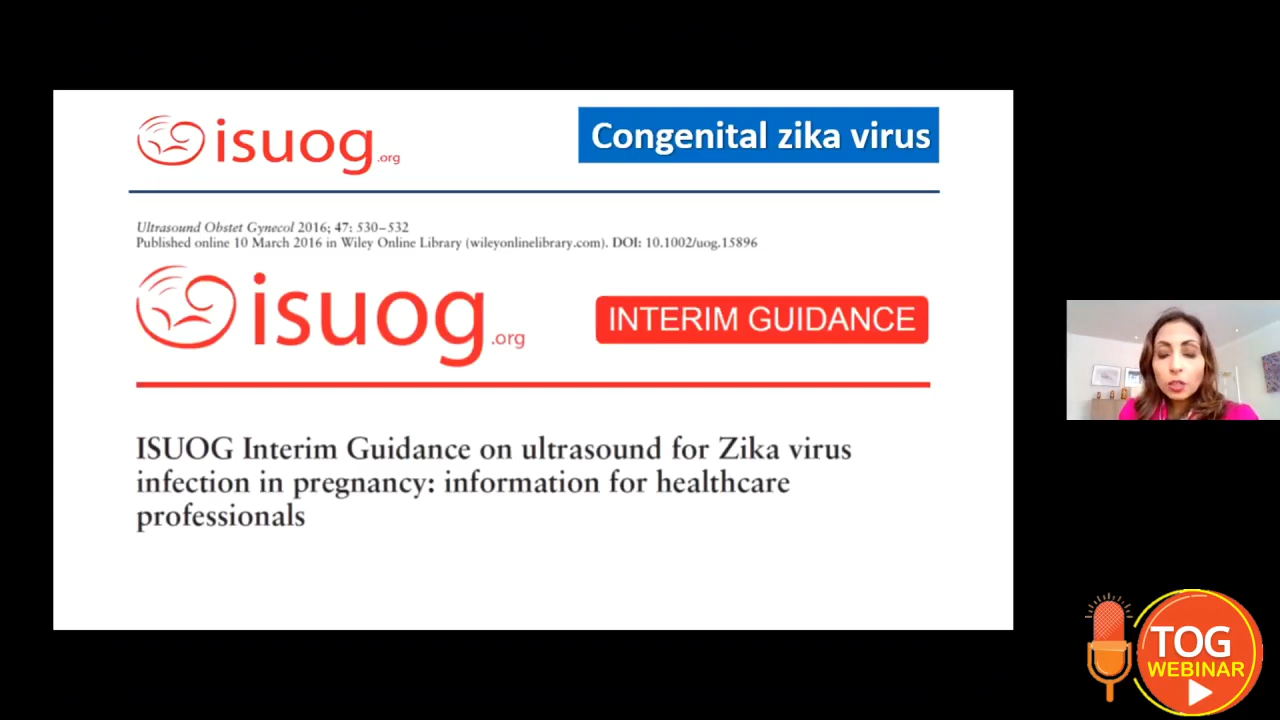 isuog.org
Congenital zika virus
Ultrasound Obstet Gynecol 2016; 47: 530–532
Published online 10 March 2016 in Wiley Online Library (wileyonlinelibrary.com). DOI: 10.1002/uog.15896
isuog.org
INTERIM GUIDANCE
ISUOG Interim Guidance on ultrasound for Zika virus
infection in pregnancy: information for healthcare
professionals
TOG
WEBINAR